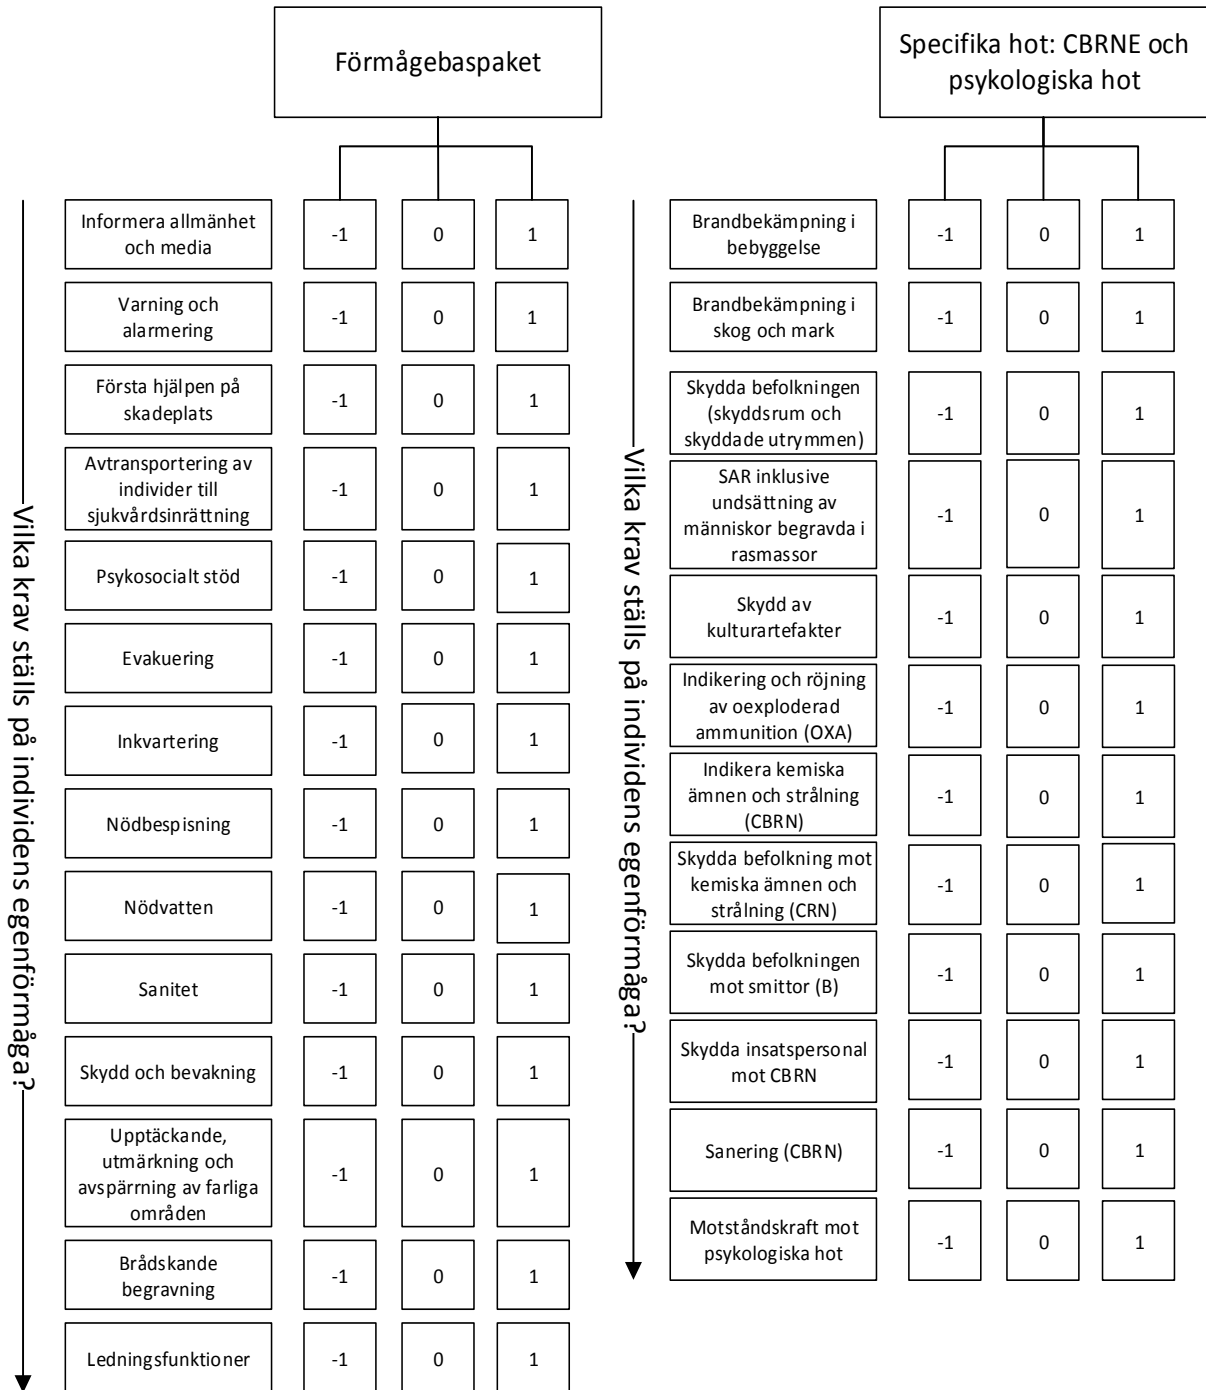 Förmågebaspaket
Vilka krav ställs på individens egenförmåga?
Informera allmänhet
och media
-1
0
1
Varning och
alarmering
-1
0
1
Första hjälpen på
skadeplats
-1
0
1
Avtransportering av
individer till
sjukvårdsinrättning
-1
0
1
Psykosocialt stöd
-1
0
1
Evakuering
-1
0
1
Inkvartering
-1
0
1
Nödbespisning
-1
0
1
Nödvatten
-1
0
1
Sanitet
-1
0
1
Skydd och bevakning
-1
0
1
Upptäckande,
utmärkning och
avspärrning av farliga
områden
-1
0
1
Brådskande
begravning
-1
0
1
Ledningsfunktioner
-1
0
1
Specifika hot: CBRNE och
psykologiska hot
Vilka krav ställs på individens egenförmåga?
Brandbekämpning i
bebyggelse
-1
0
1
Brandbekämpning i
skog och mark
-1
0
1
Skydda befolkningen
(skyddsrum och
skyddade utrymmen)
-1
0
1
SAR inklusive
undsättning av
människor begravda i
rasmassor
-1
0
1
Skydd av
kulturartefakter
-1
0
1
Indikering och röjning
av oexploderad
ammunition (OXA)
-1
0
1
Indikera kemiska
ämnen och strålning
(CBRN)
-1
0
1
Skydda befolkning mot
kemiska ämnen och
strålning (CRN)
-1
0
1
Skydda befolkningen
mot smittor (B)
-1
0
1
Skydda insatspersonal
mot CBRN
-1
0
1
Sanering (CBRN)
-1
0
1
Motståndskraft mot
psykologiska hot
-1
0
1